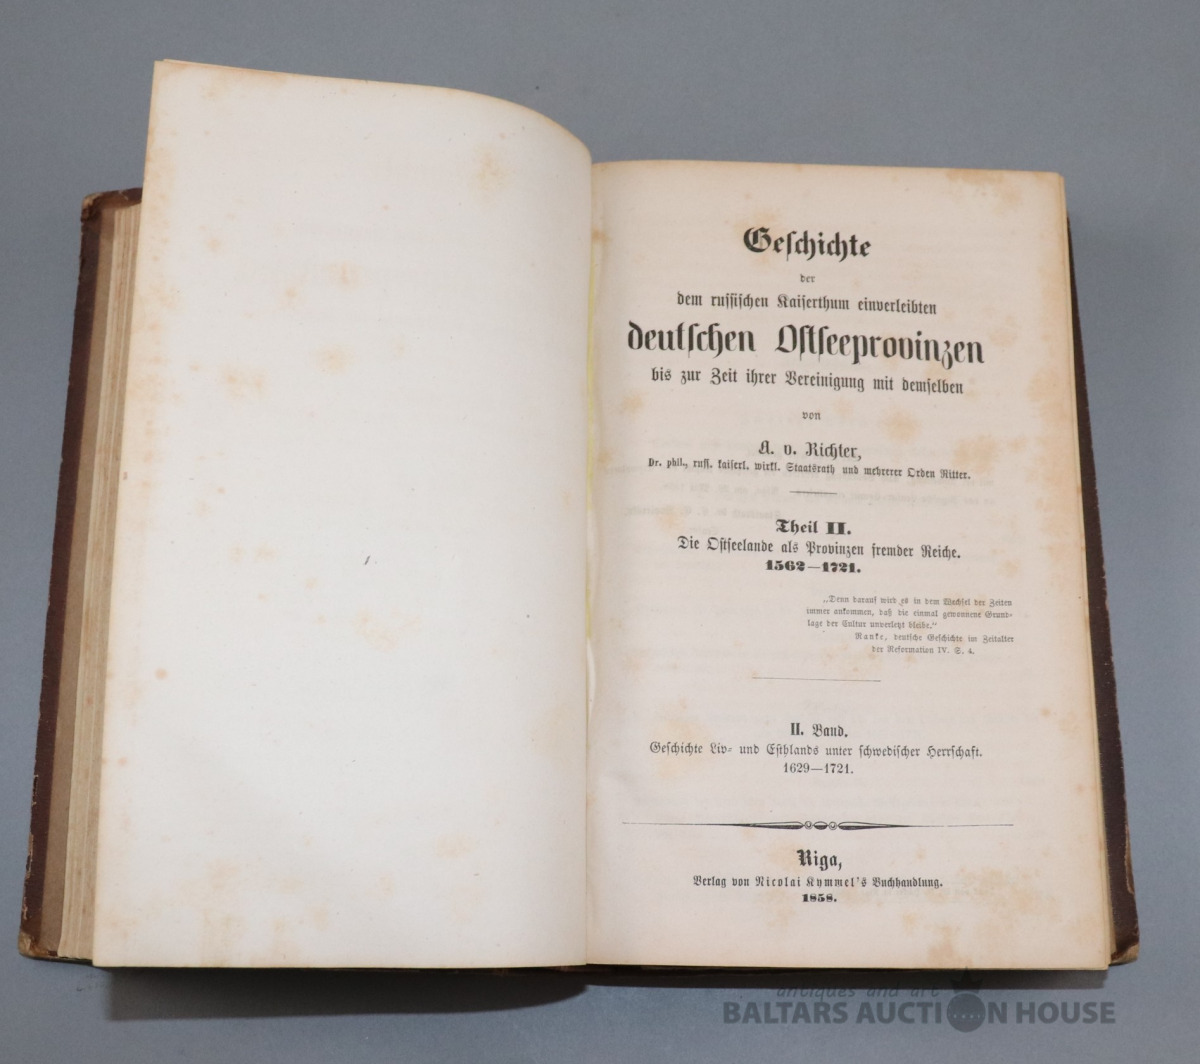 Geschichte
der
dem russischen Kaiserthum einverleibten
deutschen Ostseeprovinzen
bis zur Zeit ihrer Vereinigung mit demselben
von
A. v. Richter,
Dr. phil., russ. kaiserl. wirkl. Staatsrath und mehrerer Orden Ritter.
Theil II.
Die Ostseelande als Provinzen fremder Reiche.
1562—1721.
„Denn darauf wird es in dem Wechsel der Zeiten
immer ankommen, daß die einmal gewonnene Grund-
lage der Cultur unverletzt bleibe."
Ranke, deutsche Geschichte im Zeitalter
der Reformation IV. S. 4.
II. Band.
Geschichte Liv- und Esthlands unter schwedischer Herrschaft.
1629—1721.
Riga,
Verlag von Nicolai Kymmel's Buchhandlung.
1858.
antiques and art
BALTARS AUCTION HOUSE